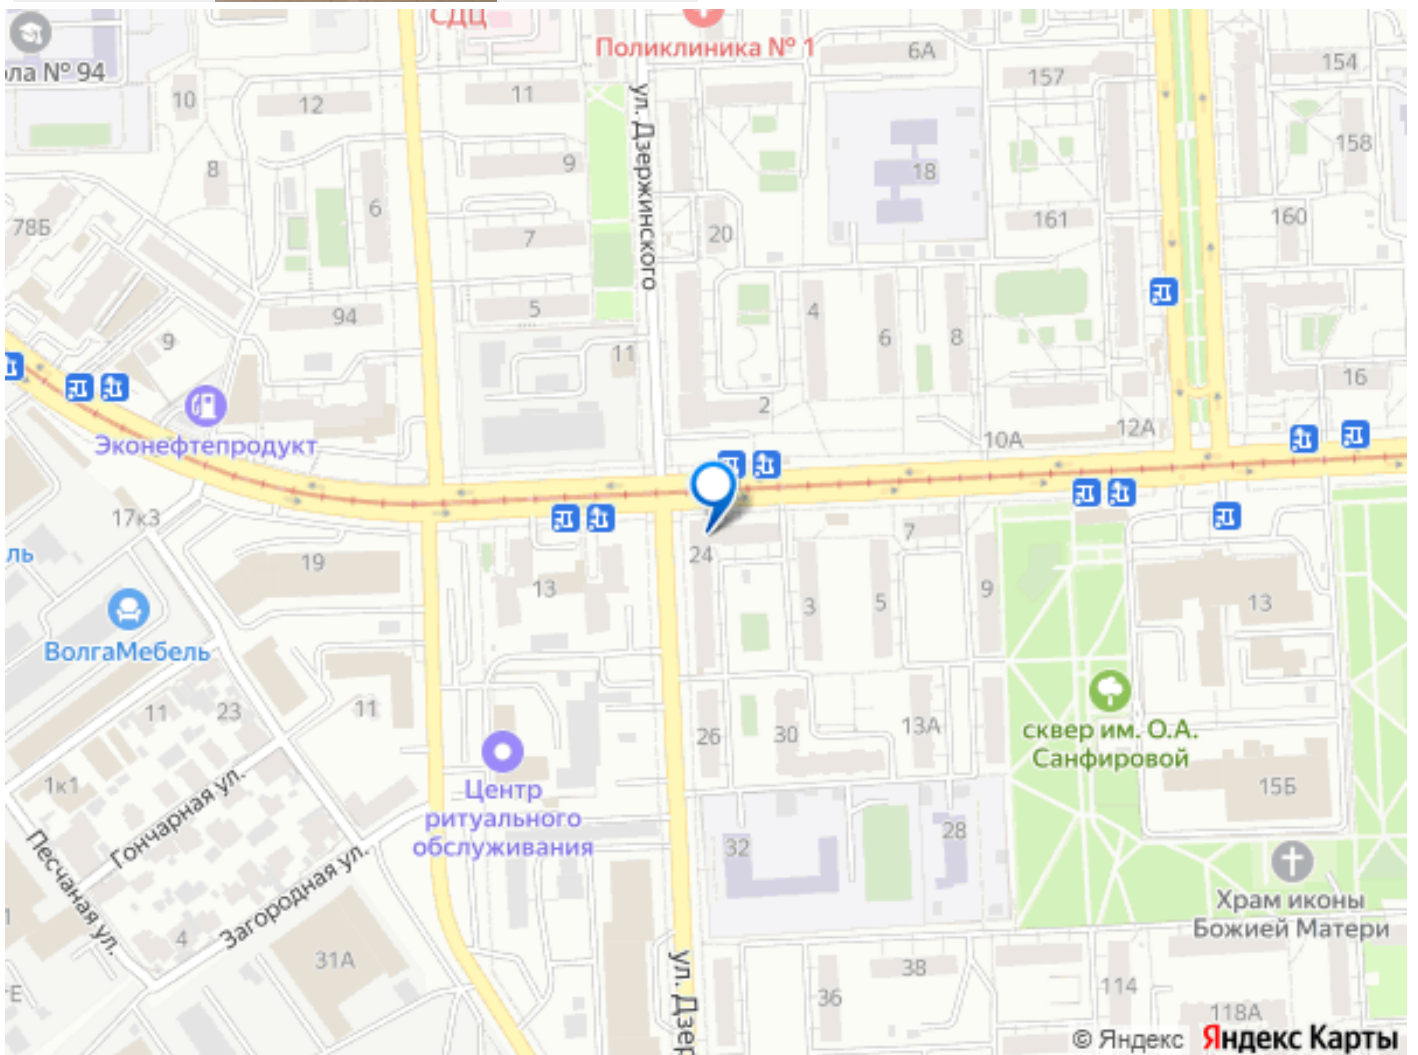 СДЦ
Поликлиника № 1
6А
154
ла № 94
157
10
12
11
ул. Дзержинского
158
9
8
18
6
161
160
78Б
20
7
4
5
94
6
8
9
11
16
2
12А
10А
Эконефтепродукт
17к3
7
ль
24
19
13
9
3
5
13
ВолгаМебель
сквер им. О.А.
Санфировой
11
23
11
26
30
13А
Центр
ритуального
обслуживания
1к1
15Б
Гончарная ул.
28
32
Песчаная ул.
Загородная ул.
Храм иконы
Божией Матери
4
31А
ул. Дзер
38
36
114
118А
Е
1
© Яндекс Яндекс Карты